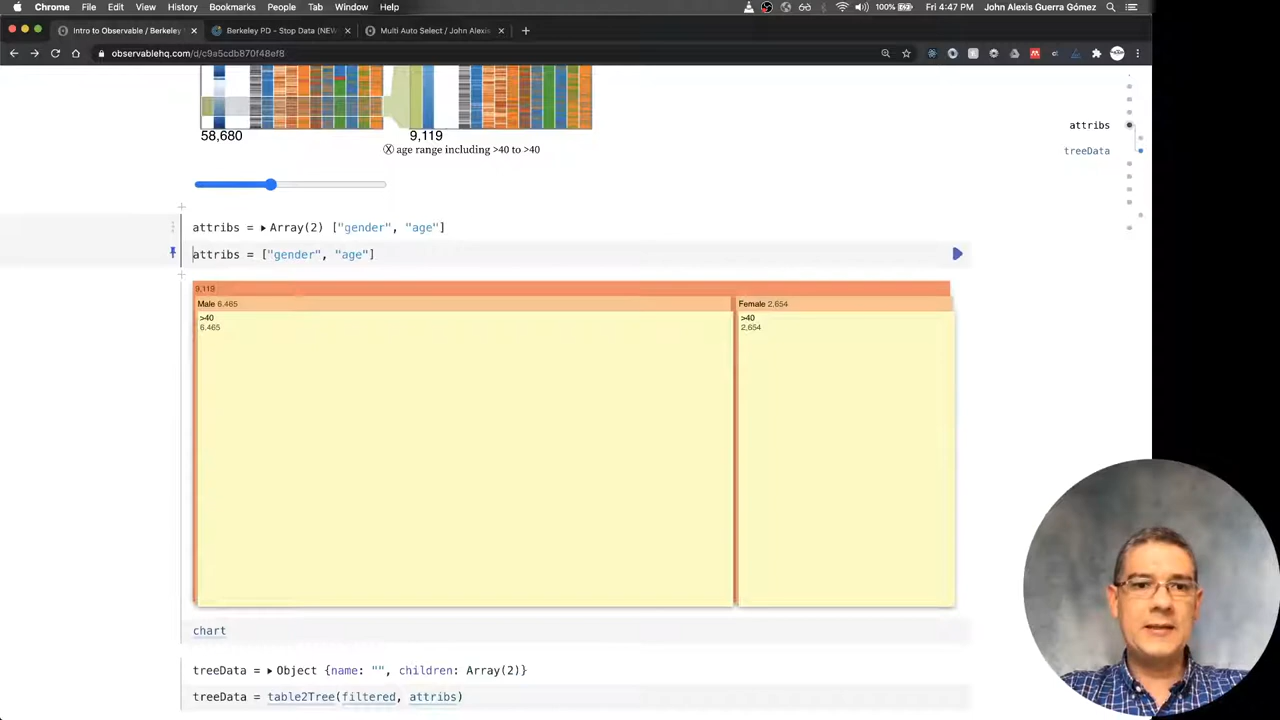 Chrome File Edit View History Bookmarks People Tab Window Help 100% Fri 4:47 PM John Alexis Guerra Gómez
Intro to Observable / Berkeley × Berkeley PD - Stop Data (NEW × Multi Auto Select / John Alexis × +
observablehq.com/d/c9a5cdb870f48ef8
58,680 9,119
Ⓧ age range including >40 to >40
attribs
treeData
attribs = ▶ Array(2) ["gender", "age"]
attribs = ["gender", "age"]
9,119
Male 6,465 Female 2,654
>40 >40
6,465 2,654
chart
treeData = ▶ Object {name: "", children: Array(2)}
treeData = table2Tree(filtered, attribs)